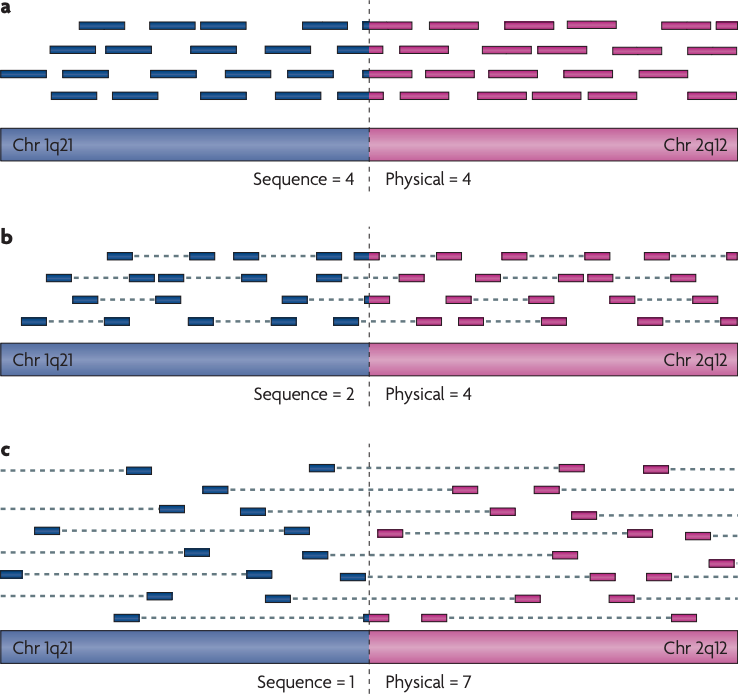 a
Chr 1q21 Chr 2q12
Sequence = 4 Physical = 4
b
Chr 1q21 Chr 2q12
Sequence = 2 Physical = 4
c
Chr 1q21 Chr 2q12
Sequence = 1 Physical = 7